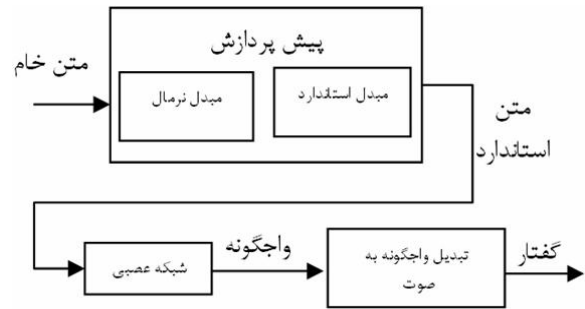 پیش پردازش
متن خام
مبدل نرمال
مبدل استاندارد
متن
استاندارد
شبکه عصبی
واجگونه
تبدیل واجگونه به
صوت
گفتار